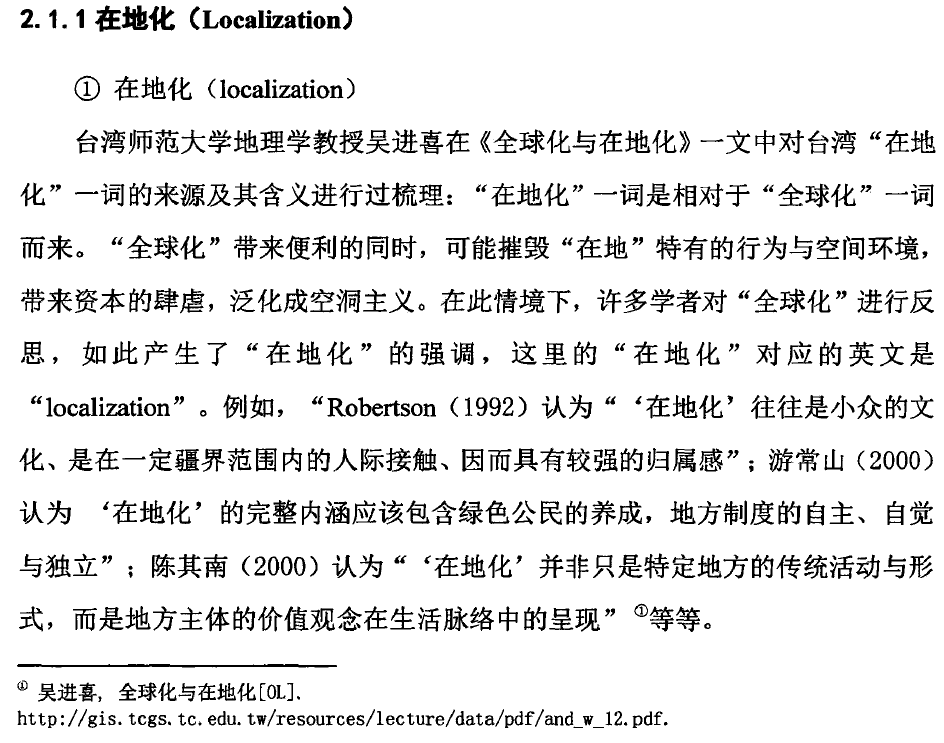 2.1.1 在地化（Localization）
① 在地化（localization）
台湾师范大学地理学教授吴进喜在《全球化与在地化》一文中对台湾“在地
化”一词的来源及其含义进行过梳理：“在地化”一词是相对于“全球化”一词
而来。“全球化”带来便利的同时，可能摧毁“在地”特有的行为与空间环境，
带来资本的肆虐，泛化成空洞主义。在此情境下，许多学者对“全球化”进行反
思，如此产生了“在地化”的强调，这里的“在地化”对应的英文是
“localization”。例如，“Robertson（1992）认为“‘在地化’往往是小众的文
化、是在一定疆界范围内的人际接触、因而具有较强的归属感”；游常山（2000）
认为 ‘在地化’的完整内涵应该包含绿色公民的养成，地方制度的自主、自觉
与独立”；陈其南（2000）认为“‘在地化’并非只是特定地方的传统活动与形
式，而是地方主体的价值观念在生活脉络中的呈现”①等等。
① 吴进喜，全球化与在地化[OL].
http://gis.tcgs.tc.edu.tw/resources/lecture/data/pdf/and_w_12.pdf.